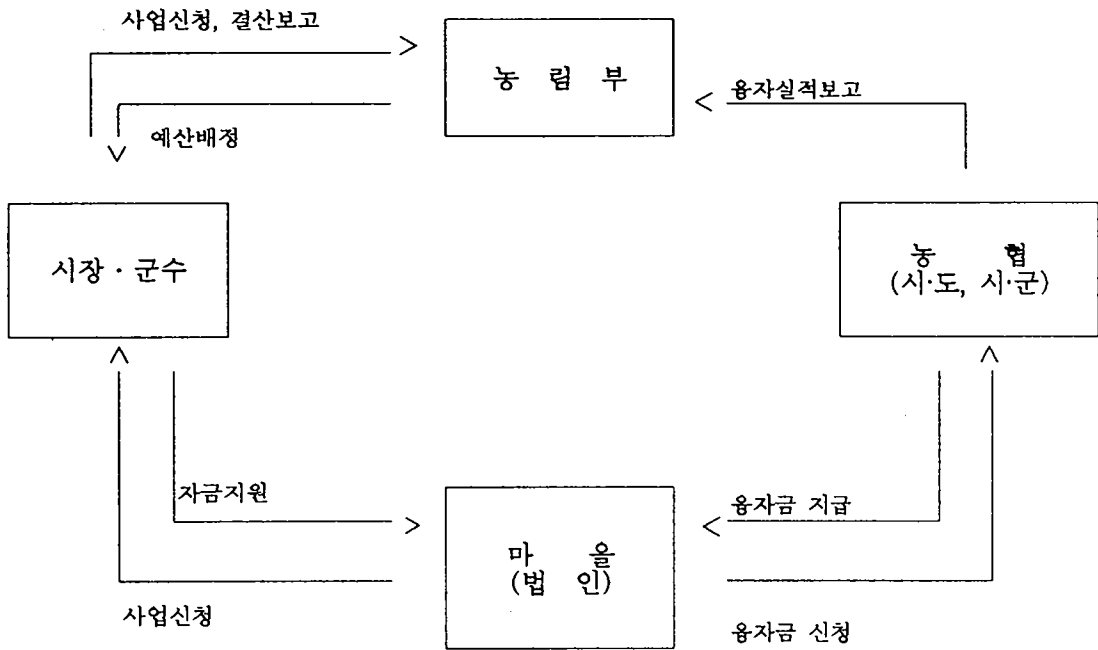 사업신청, 결산보고
농 림 부
융자실적보고
예산배정
시장 · 군수
농 협
(시·도, 시·군)
자금지원
융자금 지급
마 을
(법 인)
사업신청
융자금 신청